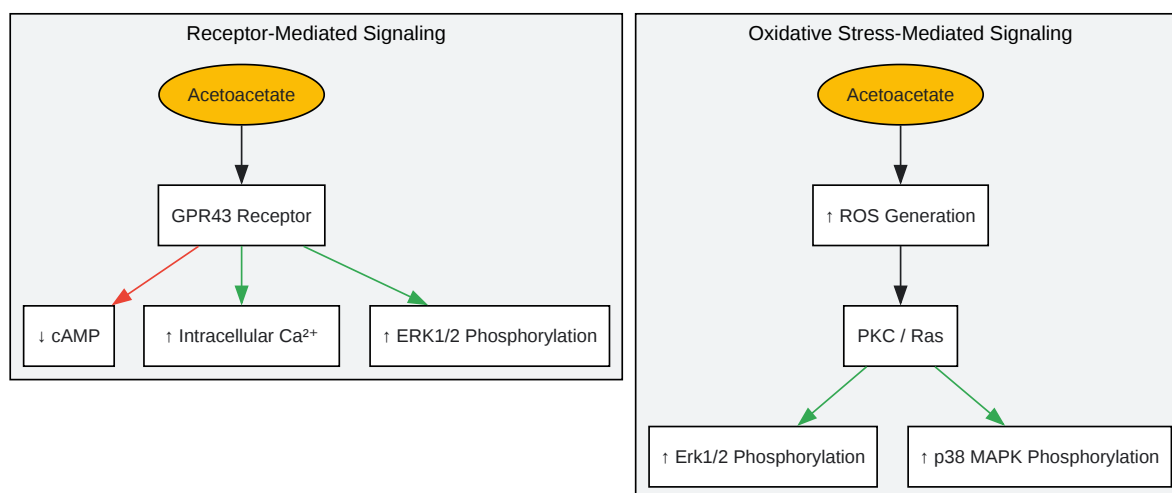 Receptor-Mediated Signaling
Acetoacetate
GPR43 Receptor
↓ cAMP
↑ Intracellular Ca²⁺
↑ ERK1/2 Phosphorylation
Oxidative Stress-Mediated Signaling
Acetoacetate
↑ ROS Generation
PKC / Ras
↑ Erk1/2 Phosphorylation
↑ p38 MAPK Phosphorylation